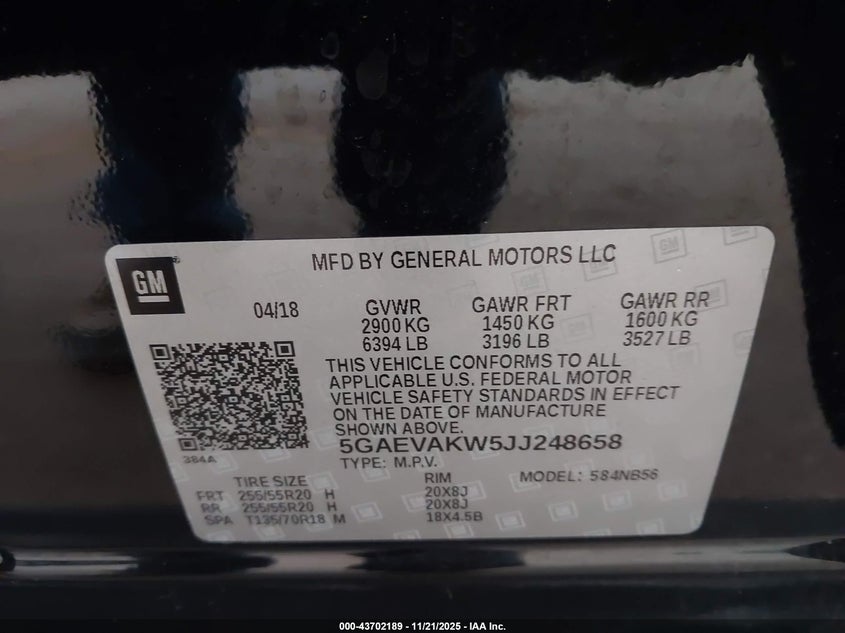 GM
MFD BY GENERAL MOTORS LLC
04/18 GVWR GAWR FRT GAWR RR
2900 KG 1450 KG 1600 KG
6394 LB 3196 LB 3527 LB
THIS VEHICLE CONFORMS TO ALL
APPLICABLE U.S. FEDERAL MOTOR
VEHICLE SAFETY STANDARDS IN EFFECT
ON THE DATE OF MANUFACTURE
SHOWN ABOVE.
384A
5GAEVAKW5JJ248658
TYPE: M.P.V. MODEL: 584NB56
TIRE SIZE RIM
FRT 255/55R20 H 20X8J
RR 255/55R20 H 20X8J
SPA T135/70R18 M 18X4.5B
000-43702189 - 11/21/2025 - IAA Inc.